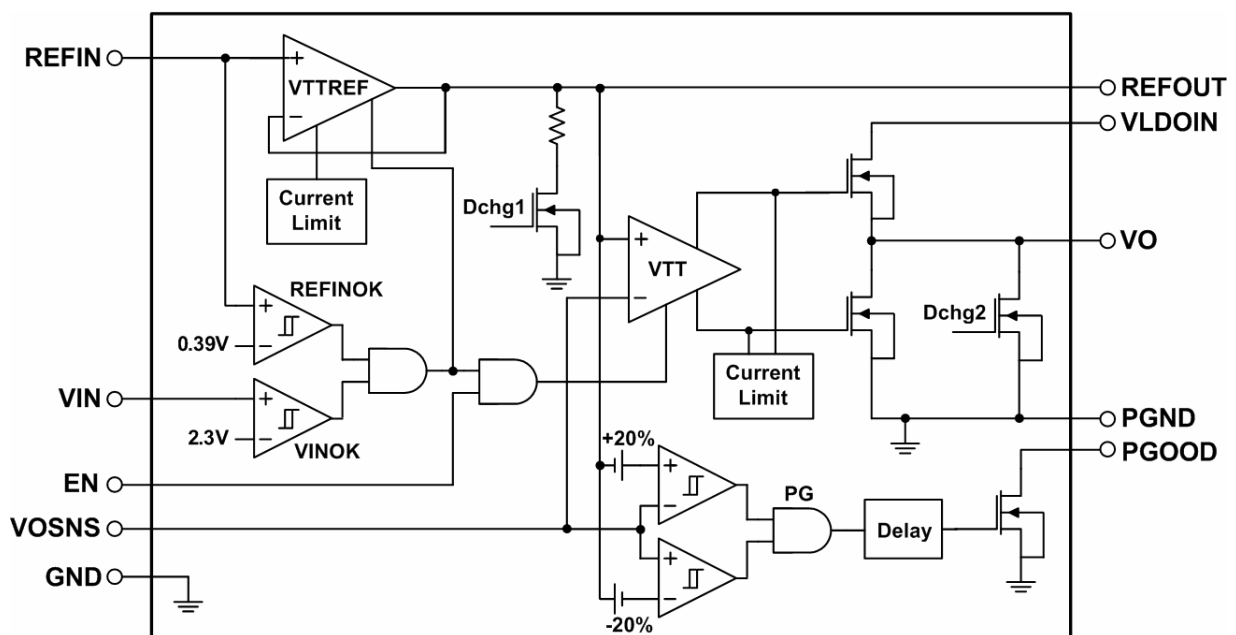 REFIN
+
VTTREF
−
REFOUT
VLDOIN
Current
Limit
Dchg1
+
VTT
−
VO
REFINOK
+
0.39V
−
Dchg2
Current
Limit
VIN
+
2.3V
−
VINOK
PGND
+20%
PGOOD
EN
+
−
PG
VOSNS
Delay
+
−
GND
-20%